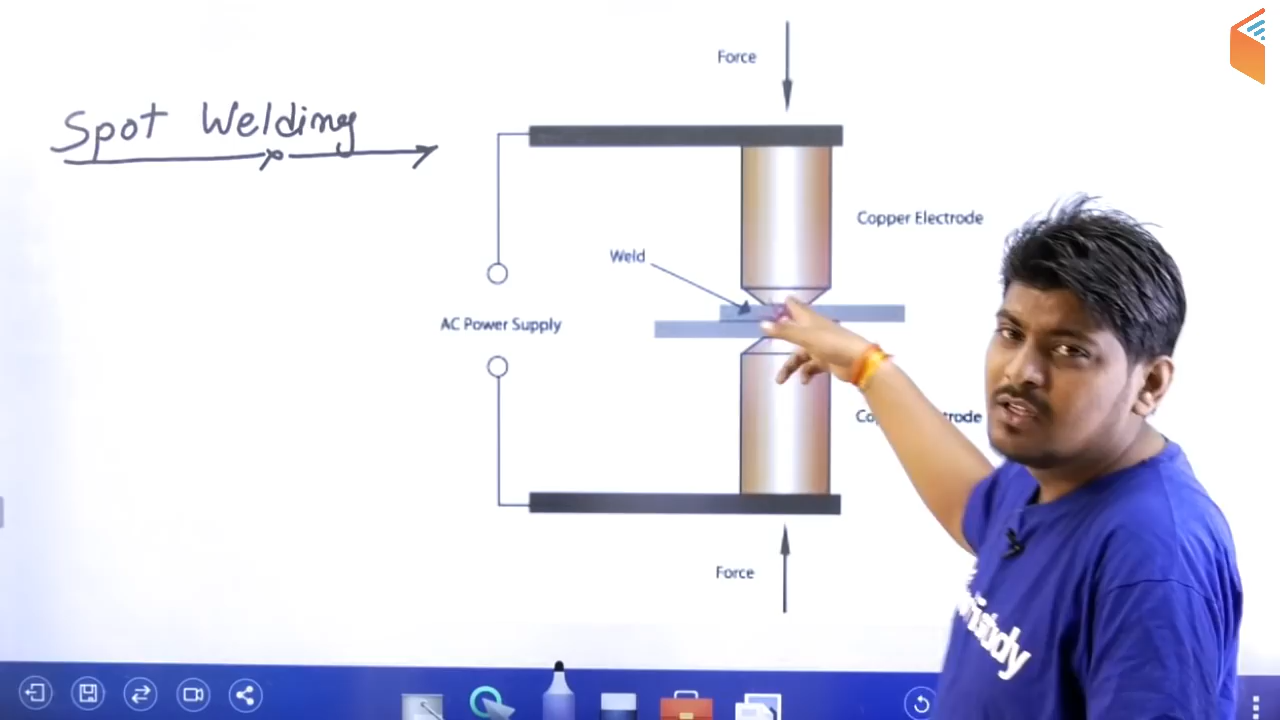 Spot Welding
Force
Copper Electrode
Weld
AC Power Supply
Force